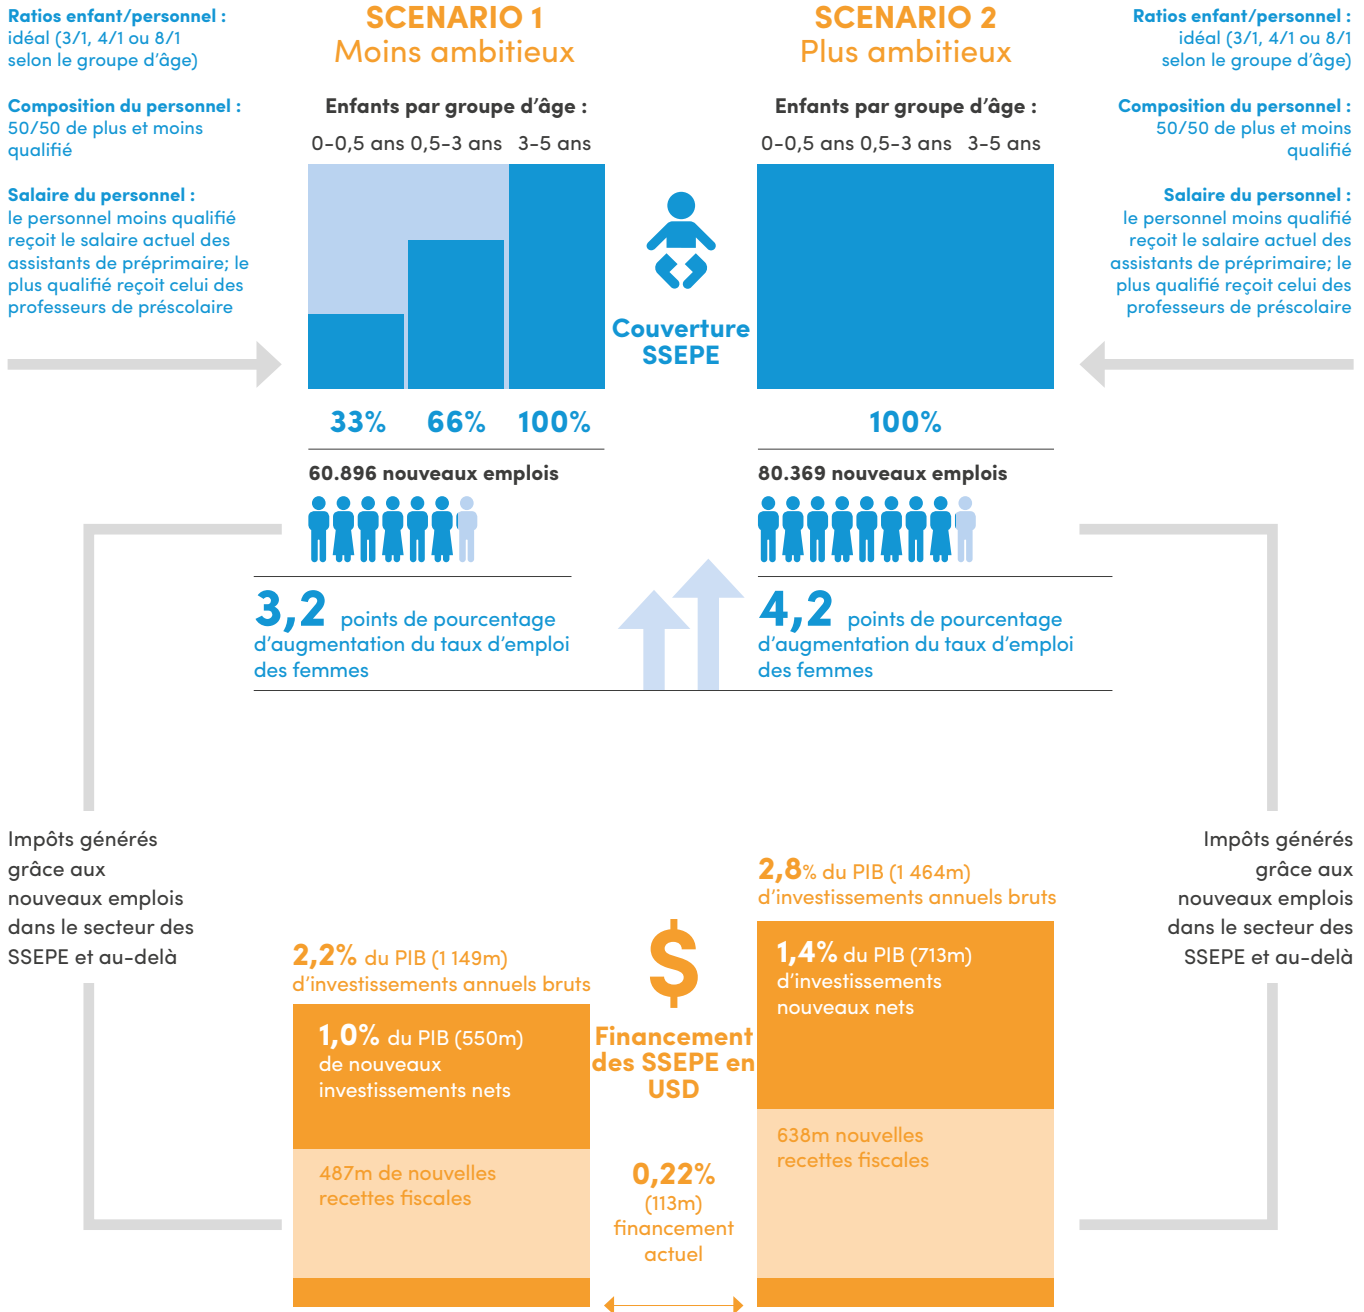 Ratios enfant/personnel :
idéal (3/1, 4/1 ou 8/1
selon le groupe d'âge)
Composition du personnel :
50/50 de plus et moins
qualifié
Salaire du personnel :
le personnel moins qualifié
reçoit le salaire actuel des
assistants de préprimaire; le
plus qualifié reçoit celui des
professeurs de préscolaire
SCENARIO 1
Moins ambitieux
Enfants par groupe d'âge :
0-0,5 ans 0,5-3 ans 3-5 ans
33% 66% 100%
60.896 nouveaux emplois
3,2 points de pourcentage
d'augmentation du taux d'emploi
des femmes
Couverture
SSEPE
SCENARIO 2
Plus ambitieux
Enfants par groupe d'âge :
0-0,5 ans 0,5-3 ans 3-5 ans
100%
80.369 nouveaux emplois
4,2 points de pourcentage
d'augmentation du taux d'emploi
des femmes
Ratios enfant/personnel :
idéal (3/1, 4/1 ou 8/1
selon le groupe d'âge)
Composition du personnel :
50/50 de plus et moins
qualifié
Salaire du personnel :
le personnel moins qualifié
reçoit le salaire actuel des
assistants de préprimaire; le
plus qualifié reçoit celui des
professeurs de préscolaire
Impôts générés
grâce aux
nouveaux emplois
dans le secteur des
SSEPE et au-delà
2,2% du PIB (1 149m)
d'investissements annuels bruts
1,0% du PIB (550m)
de nouveaux
investissements nets
487m de nouvelles
recettes fiscales
$
Financement
des SSEPE en
USD
0,22%
(113m)
financement
actuel
2,8% du PIB (1 464m)
d'investissements annuels bruts
1,4% du PIB (713m)
d'investissements
nouveaux nets
638m nouvelles
recettes fiscales
Impôts générés
grâce aux
nouveaux emplois
dans le secteur des
SSEPE et au-delà